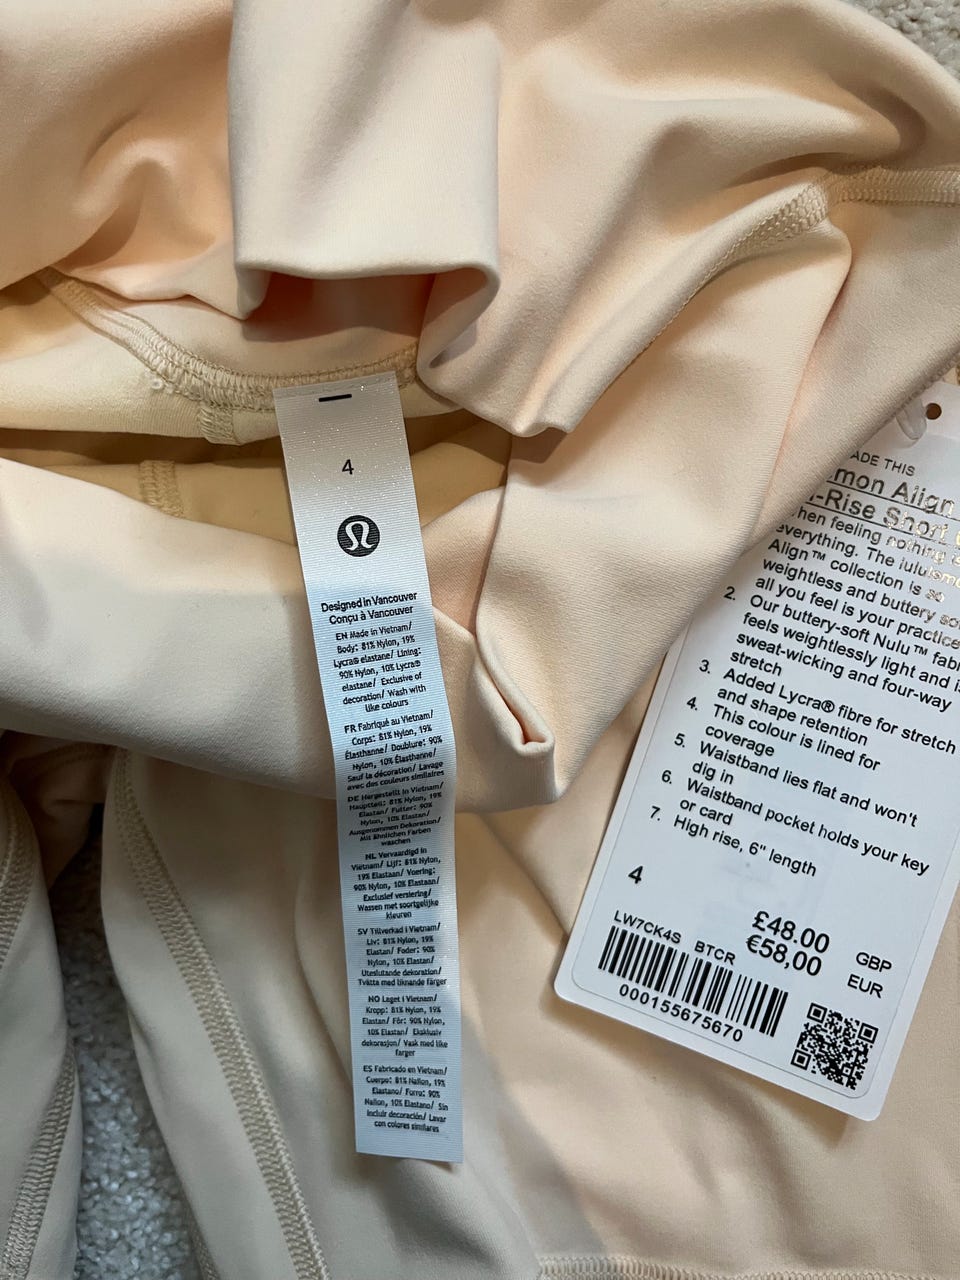 4
Designed in Vancouver
Conçu à Vancouver
EN Made in Vietnam/
Body: 81% Nylon, 19%
Lycra® elastane/ Lining:
90% Nylon, 10% Lycra®
elastane/ Exclusive of
decoration/ Wash with
like colours
FR Fabriqué au Vietnam/
Corps: 81% Nylon, 19%
Élasthanne/ Doublure: 90%
Nylon, 10% Élasthanne/
Sauf la décoration/ Lavage
avec des couleurs similaires
DE Hergestellt in Vietnam/
Hauptteil: 81% Nylon, 19%
Elastan/ Futter: 90%
Nylon, 10% Elastan/
Ausgenommen Dekoration/
Mit ähnlichen Farben
waschen
NL Vervaardigd in
Vietnam/ Lijf: 81% Nylon,
19% Elastaan/ Voering:
90% Nylon, 10% Elastaan/
Exclusief versiering/
Wassen met soortgelijke
kleuren
SV Tillverkad i Vietnam/
Liv: 81% Nylon, 19%
Elastan/ Foder: 90%
Nylon, 10% Elastan/
Uteslutande dekoration/
Tvätta med liknande färger
NO Laget i Vietnam/
Kropp: 81% Nylon, 19%
Elastan/ Fôr: 90% Nylon,
10% Elastan/ Eksklusiv
dekorasjon/ Vask med like
farger
ES Fabricado en Vietnam/
Cuerpo: 81% Nailon, 19%
Elastano/ Forro: 90%
Nailon, 10% Elastano/ Sin
incluir decoración/ Lavar
con colores similares
ADE THIS
mon Align
-Rise Short
hen feeling nothing
everything. The lululem
Align™ collection is so
weightless and buttery so
all you feel is your practice
2. Our buttery-soft Nulu™ fabr
feels weightlessly light and i
sweat-wicking and four-way
stretch
3. Added Lycra® fibre for stretch
and shape retention
4. This colour is lined for
coverage
5. Waistband lies flat and won't
dig in
6. Waistband pocket holds your key
or card
7. High rise, 6" length
4
£48.00 GBP
€58,00 EUR
LW7CK4S BTCR
000155675670